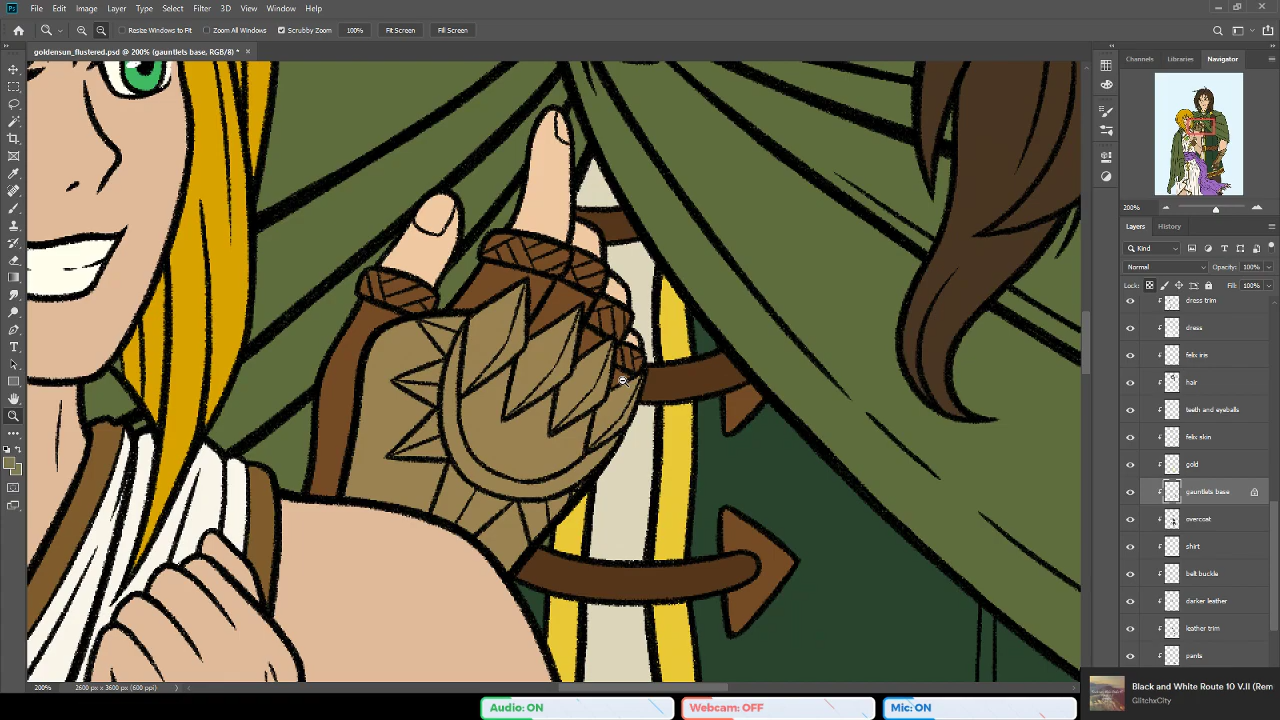 Ps File Edit Image Layer Type Select Filter 3D View Window Help
Resize Windows to Fit Zoom All Windows Scrubby Zoom 100% Fit Screen Fill Screen
goldensun_flustered.psd @ 200% (gauntlets base, RGB/8) * ×
Channels Libraries Navigator
200%
Layers History
Kind
Normal Opacity: 100%
Lock: Fill: 100%
dress trim
dress
felix iris
hair
teeth and eyeballs
felix skin
gold
gauntlets base
overcoat
shirt
belt buckle
darker leather
leather trim
pants
200% 2600 px x 3600 px (600 ppi)
Black and White Route 10 V.II (Rem
GlitchxCity
Audio: ON Webcam: OFF Mic: ON